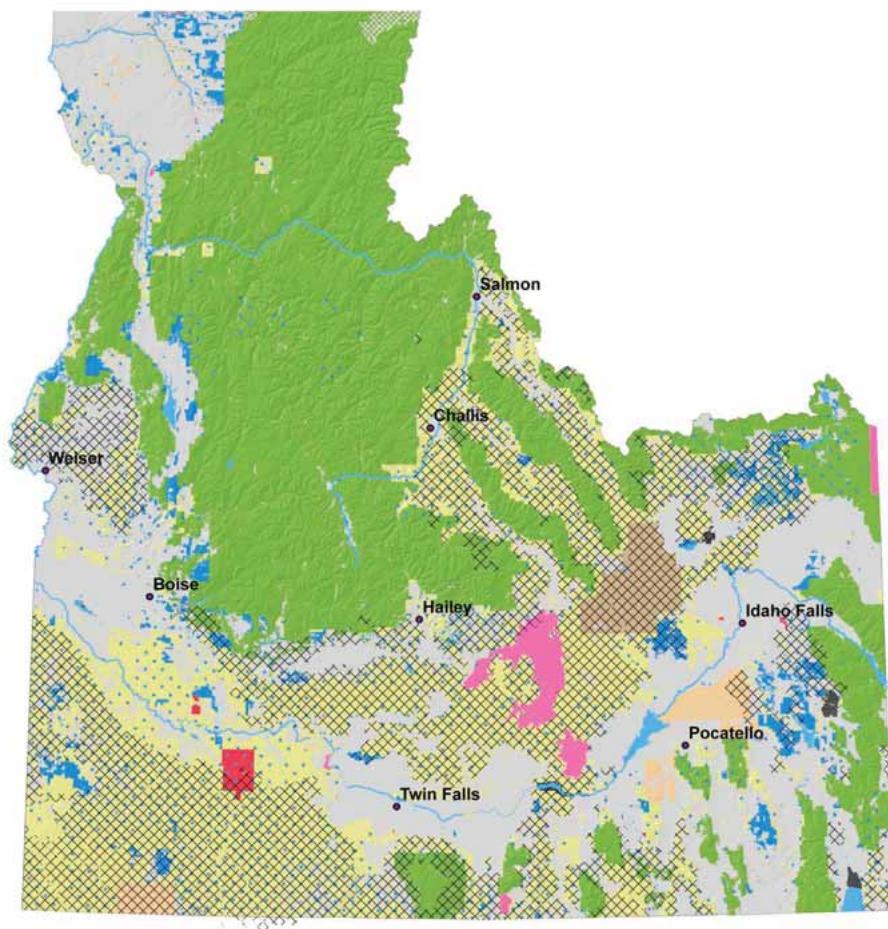 Salmon
Challis
Weiser
Boise
Hailey
Idaho Falls
Pocatello
Twin Falls